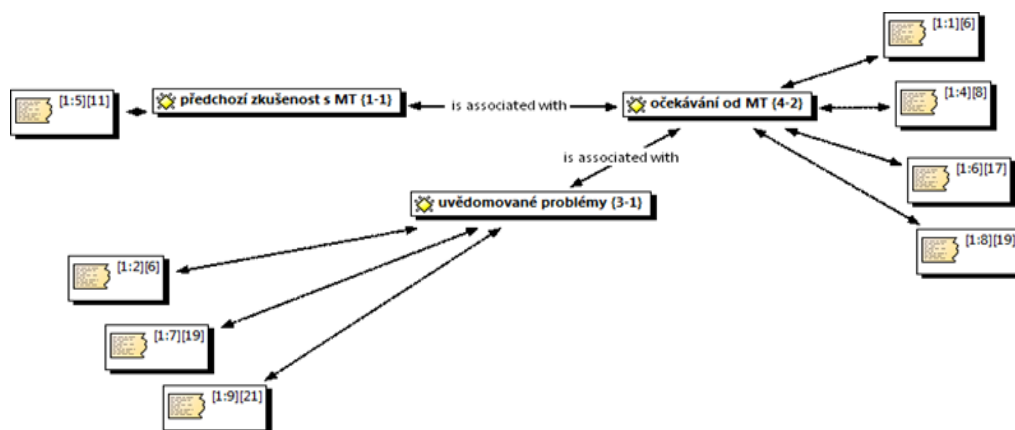 [1:1][6]
[1:5][11]
předchozí zkušenost s MT {1-1}
is associated with
očekávání od MT {4-2}
[1:4][8]
is associated with
[1:6][17]
uvědomované problémy {3-1}
[1:8][19]
[1:2][6]
[1:7][19]
[1:9][21]